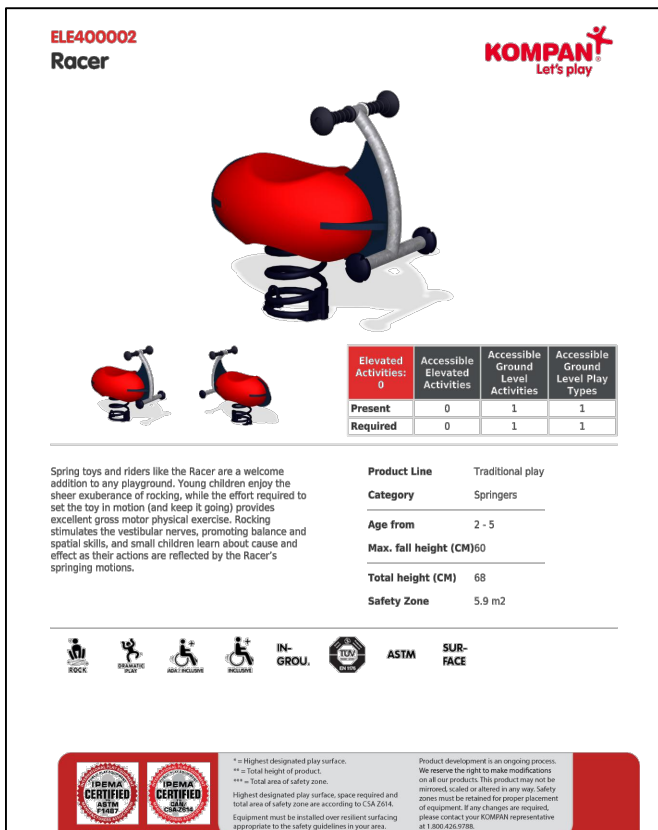 ELE400002
Racer
KOMPAN®
Let's play
Elevated Activities: 0 Accessible Elevated Activities Accessible Ground Level Activities Accessible Ground Level Play Types
Present 0 1 1
Required 0 1 1
Spring toys and riders like the Racer are a welcome
addition to any playground. Young children enjoy the
sheer exuberance of rocking, while the effort required to
set the toy in motion (and keep it going) provides
excellent gross motor physical exercise. Rocking
stimulates the vestibular nerves, promoting balance and
spatial skills, and small children learn about cause and
effect as their actions are reflected by the Racer's
springing motions.
Product Line Traditional play
Category Springers
Age from 2 - 5
Max. fall height (CM)60
Total height (CM) 68
Safety Zone 5.9 m2
ROCK
DRAMATIC
PLAY
ADA / INCLUSIVE
INCLUSIVE
IN-
GROU.
TÜV
EN 1176
ASTM
SUR-
FACE
IPEMA
CERTIFIED
ASTM
F1487
IPEMA
CERTIFIED
CAN/
CSA-Z614
* = Highest designated play surface.
** = Total height of product.
*** = Total area of safety zone.
Highest designated play surface, space required and
total area of safety zone are according to CSA Z614.
Equipment must be installed over resilient surfacing
appropriate to the safety guidelines in your area.
Product development is an ongoing process.
We reserve the right to make modifications
on all our products. This product may not be
mirrored, scaled or altered in any way. Safety
zones must be retained for proper placement
of equipment. If any changes are required,
please contact your KOMPAN representative
at 1.800.426.9788.